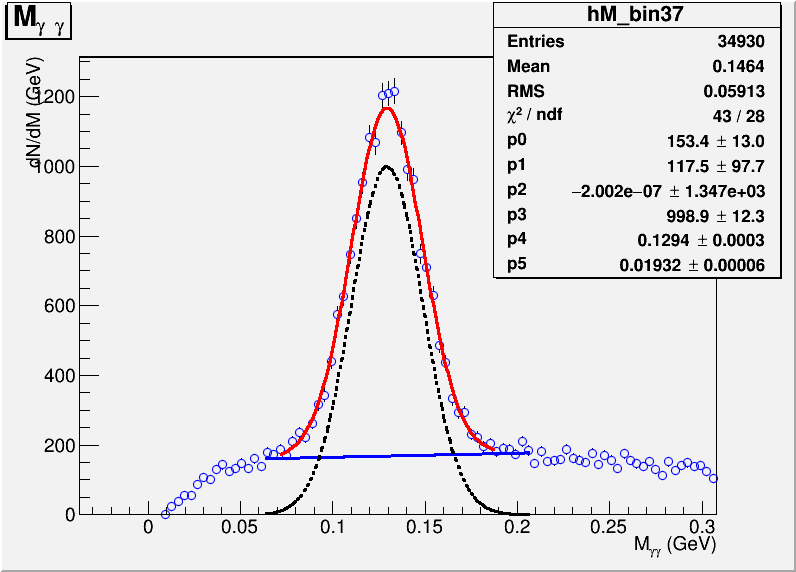 M γ γ
hM_bin37
Entries 34930
Mean 0.1464
RMS 0.05913
χ² / ndf 43 / 28
p0 153.4 ± 13.0
p1 117.5 ± 97.7
p2 −2.002e−07 ± 1.347e+03
p3 998.9 ± 12.3
p4 0.1294 ± 0.0003
p5 0.01932 ± 0.00006
dN/dM (GeV)
1200
1000
800
600
400
200
0
0 0.05 0.1 0.15 0.2 0.25 0.3
Mγγ (GeV)